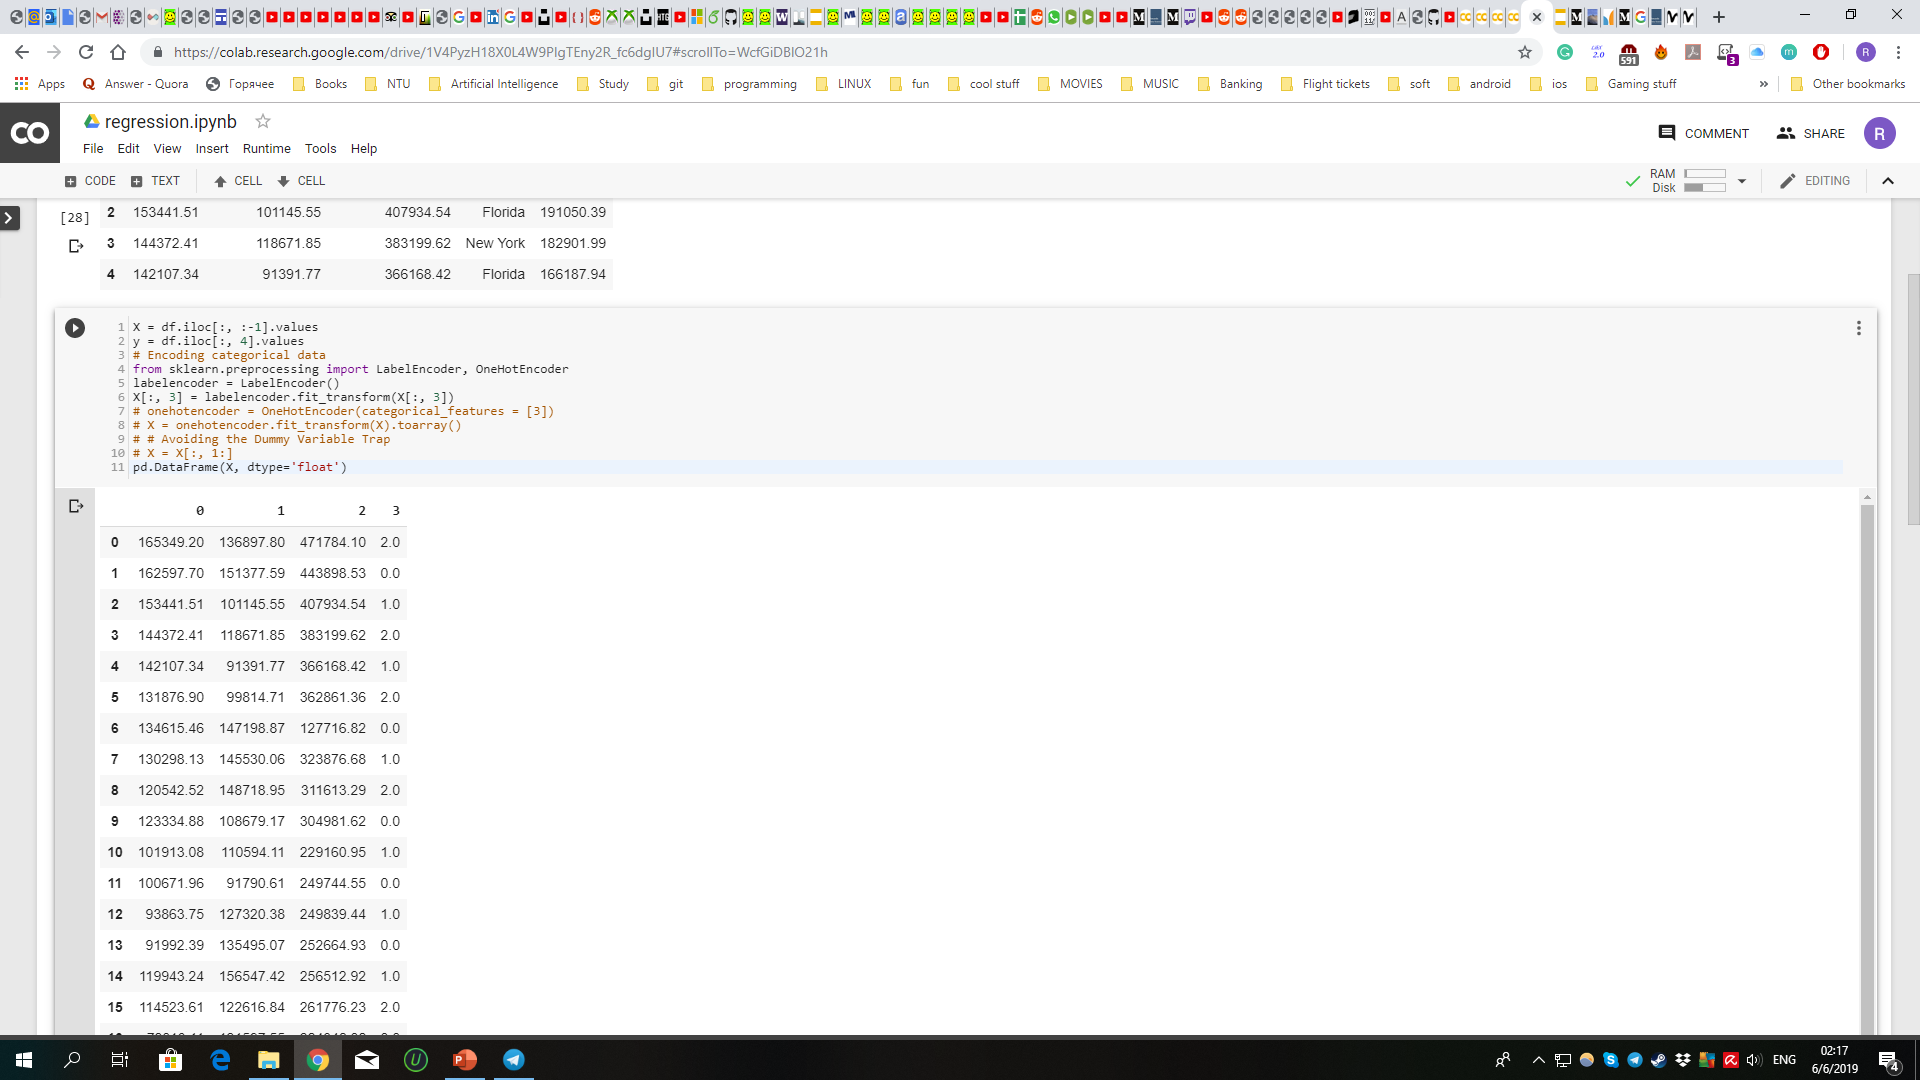 https://colab.research.google.com/drive/1V4PyzH18X0L4W9PIgTEny2R_fc6dgIU7#scrollTo=WcfGiDBlO21h
Apps Answer - Quora Горячее Books NTU Artificial Intelligence Study git programming LINUX fun cool stuff MOVIES MUSIC Banking Flight tickets soft android ios Gaming stuff » Other bookmarks
CO regression.ipynb
COMMENT SHARE R
File Edit View Insert Runtime Tools Help
CODE TEXT CELL CELL
RAM
Disk
EDITING
[28]
2 153441.51 101145.55 407934.54 Florida 191050.39
3 144372.41 118671.85 383199.62 New York 182901.99
4 142107.34 91391.77 366168.42 Florida 166187.94
1 X = df.iloc[:, :-1].values
2 y = df.iloc[:, 4].values
3 # Encoding categorical data
4 from sklearn.preprocessing import LabelEncoder, OneHotEncoder
5 labelencoder = LabelEncoder()
6 X[:, 3] = labelencoder.fit_transform(X[:, 3])
7 # onehotencoder = OneHotEncoder(categorical_features = [3])
8 # X = onehotencoder.fit_transform(X).toarray()
9 # # Avoiding the Dummy Variable Trap
10 # X = X[:, 1:]
11 pd.DataFrame(X, dtype='float')
0 1 2 3
0 165349.20 136897.80 471784.10 2.0
1 162597.70 151377.59 443898.53 0.0
2 153441.51 101145.55 407934.54 1.0
3 144372.41 118671.85 383199.62 2.0
4 142107.34 91391.77 366168.42 1.0
5 131876.90 99814.71 362861.36 2.0
6 134615.46 147198.87 127716.82 0.0
7 130298.13 145530.06 323876.68 1.0
8 120542.52 148718.95 311613.29 2.0
9 123334.88 108679.17 304981.62 0.0
10 101913.08 110594.11 229160.95 1.0
11 100671.96 91790.61 249744.55 0.0
12 93863.75 127320.38 249839.44 1.0
13 91992.39 135495.07 252664.93 0.0
14 119943.24 156547.42 256512.92 1.0
15 114523.61 122616.84 261776.23 2.0
ENG
02:17
6/6/2019
4